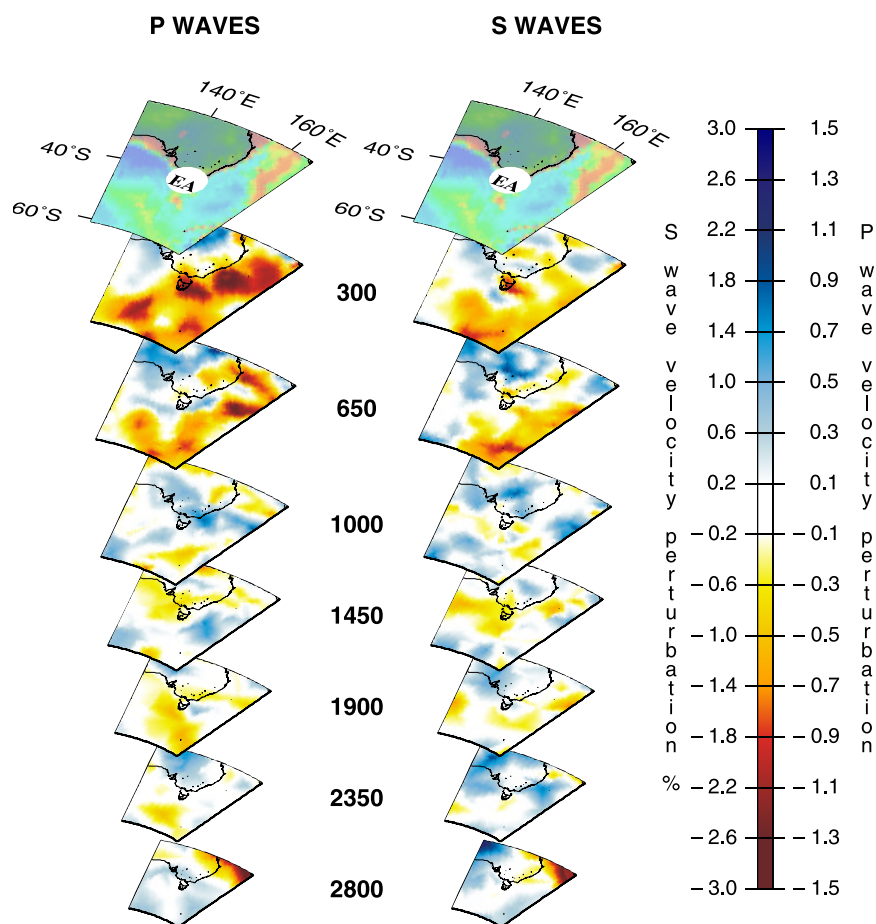 P WAVES
S WAVES
140°E
160°E
40°S
60°S
EA
140°E
160°E
40°S
60°S
EA
300
650
1000
1450
1900
2350
2800
S wave velocity perturbation %
3.0
2.6
2.2
1.8
1.4
1.0
0.6
0.2
−0.2
−0.6
−1.0
−1.4
−1.8
−2.2
−2.6
−3.0
1.5
1.3
1.1
0.9
0.7
0.5
0.3
0.1
−0.1
−0.3
−0.5
−0.7
−0.9
−1.1
−1.3
−1.5
P wave velocity perturbation